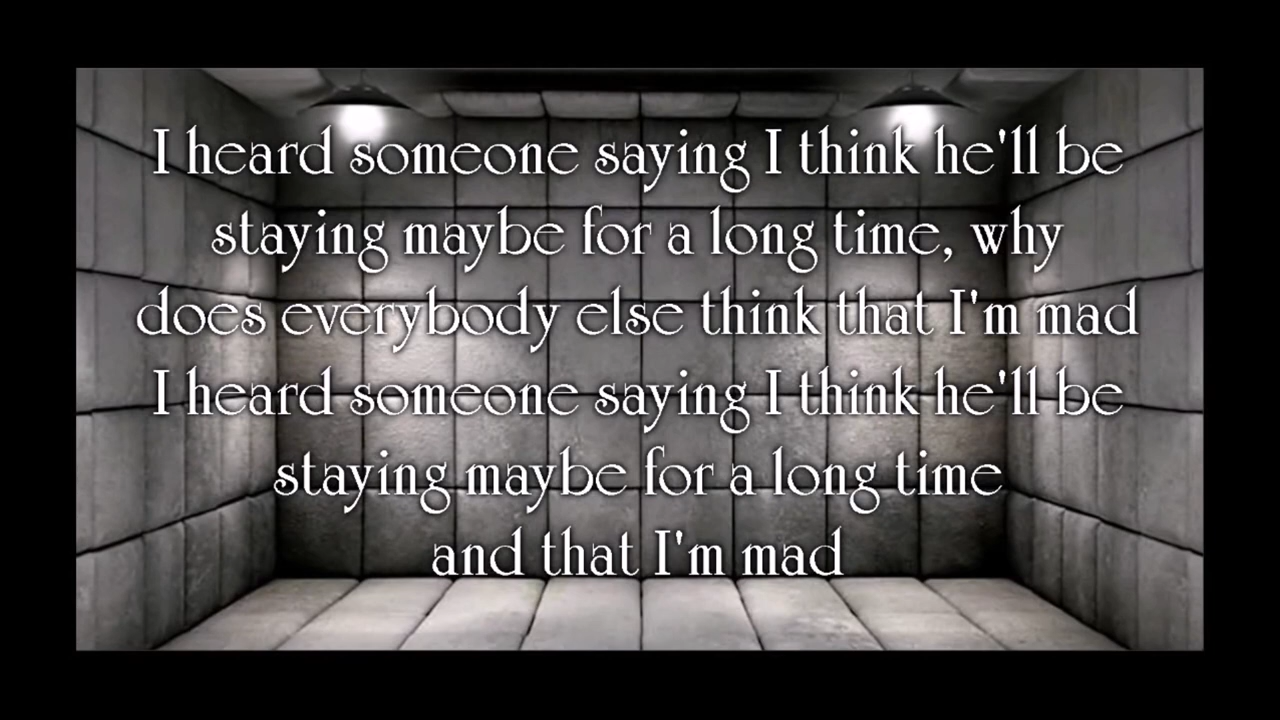 I heard someone saying I think he'll be
staying maybe for a long time, why
does everybody else think that I'm mad
I heard someone saying I think he'll be
staying maybe for a long time
and that I'm mad